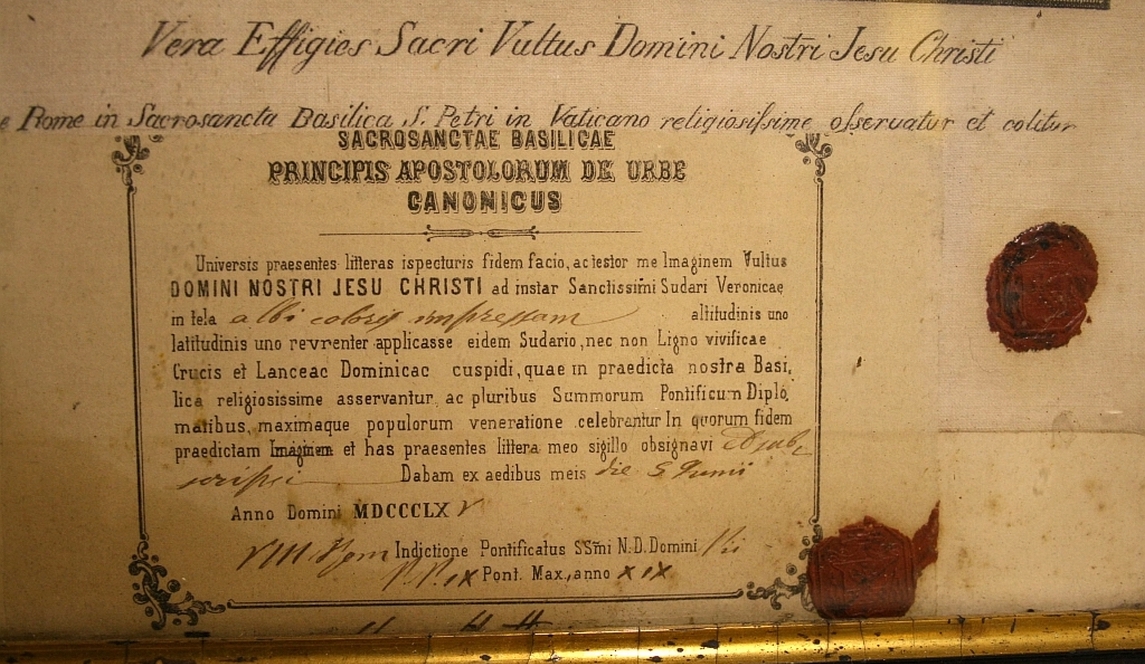 Vera Effigies Sacri Vultus Domini Nostri Jesu Christi
e Rome in Sacrosancta Basilica S. Petri in Vaticano religiosissime osservatur et colitur
SACROSANCTAE BASILICAE
PRINCIPIS APOSTOLORUM DE URBE
CANONICUS
Universis praesentes litteras ispecturis fidem facio, ac testor me Imaginem Vultus
DOMINI NOSTRI JESU CHRISTI ad instar Sanctissimi Sudari Veronicae
in tela albi coloris impressam altitudinis uno
latitudinis uno revrenter applicasse eidem Sudario, nec non Ligno vivificae
Crucis et Lanceae Dominicae cuspidi, quae in praedicta nostra Basi,
lica religiosissime asservantur, ac pluribus Summorum Pontificum Diplo,
matibus, maximaque populorum veneratione celebrantur In quorum fidem
praedictam Imaginem et has praesentes littera meo sigillo obsignavi et sub
scripsi Dabam ex aedibus meis die 5 Junii
Anno Domini MDCCCLX V
VIII Rom Indictione Pontificatus SSmi N.D. Domini
P.P. IX Pont. Max., anno XIX